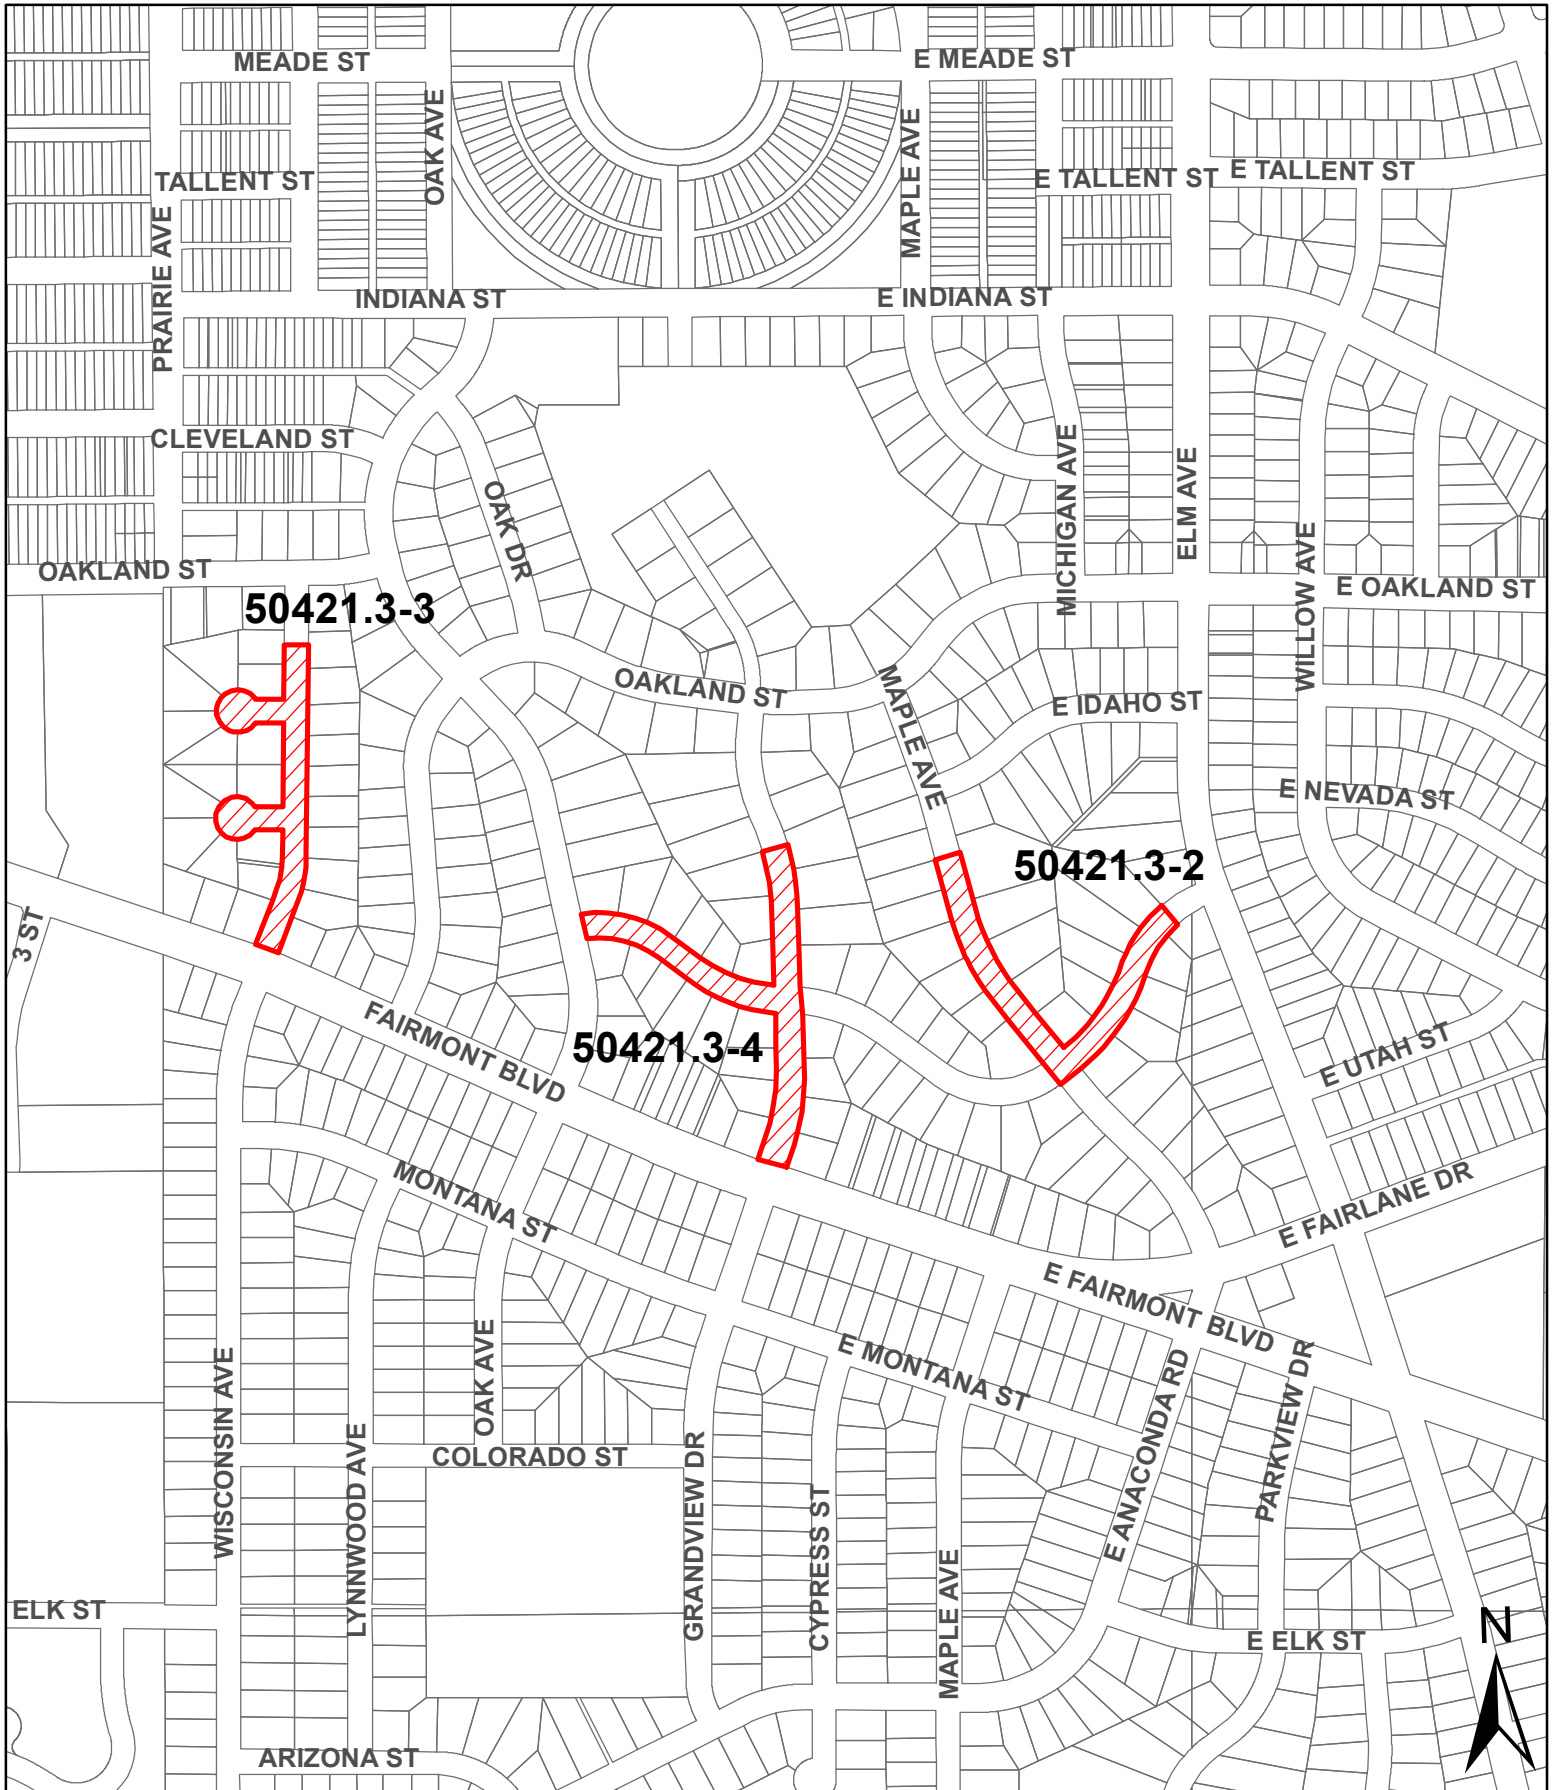 MEADE ST
E MEADE ST
OAK AVE
MAPLE AVE
TALLENT ST
E TALLENT ST
E TALLENT ST
PRAIRIE AVE
INDIANA ST
E INDIANA ST
CLEVELAND ST
OAK DR
MICHIGAN AVE
ELM AVE
WILLOW AVE
OAKLAND ST
E OAKLAND ST
50421.3-3
OAKLAND ST
MAPLE AVE
E IDAHO ST
E NEVADA ST
50421.3-2
3 ST
FAIRMONT BLVD
50421.3-4
E UTAH ST
MONTANA ST
E FAIRLANE DR
E FAIRMONT BLVD
E MONTANA ST
WISCONSIN AVE
OAK AVE
E ANACONDA RD
PARKVIEW DR
LYNNWOOD AVE
COLORADO ST
GRANDVIEW DR
CYPRESS ST
MAPLE AVE
ELK ST
E ELK ST
N
ARIZONA ST